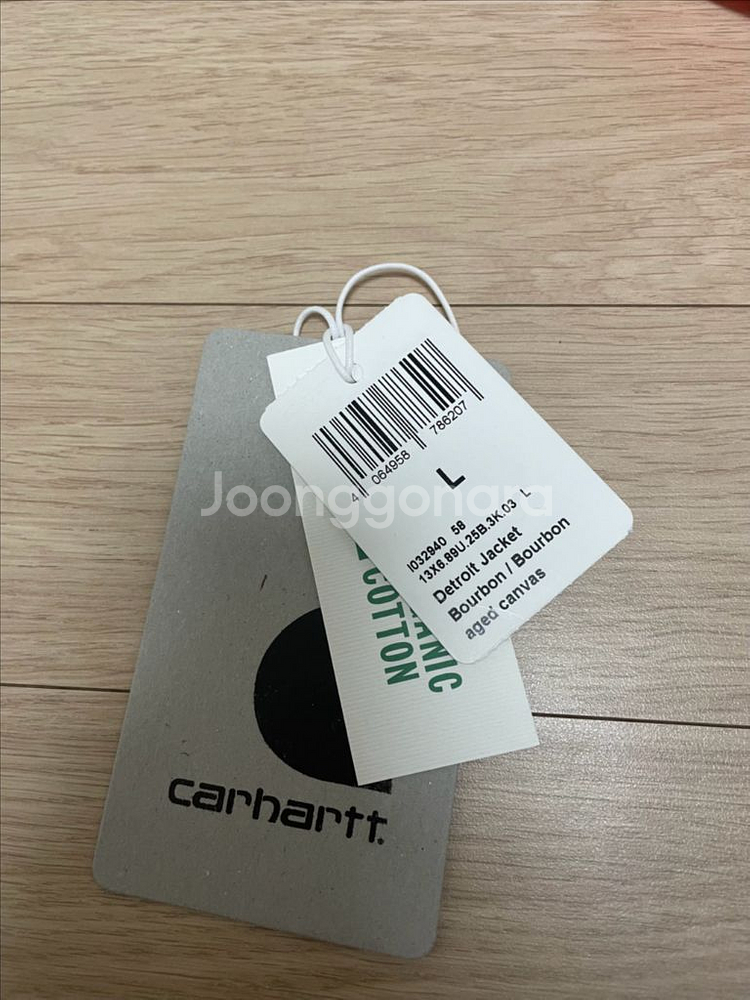 4 064958 786207
L
I032940 58
13X6.89U.25B.3K.03 L
Detroit Jacket
Bourbon / Bourbon
aged canvas
Joonggonara
COTTON
carhartt.